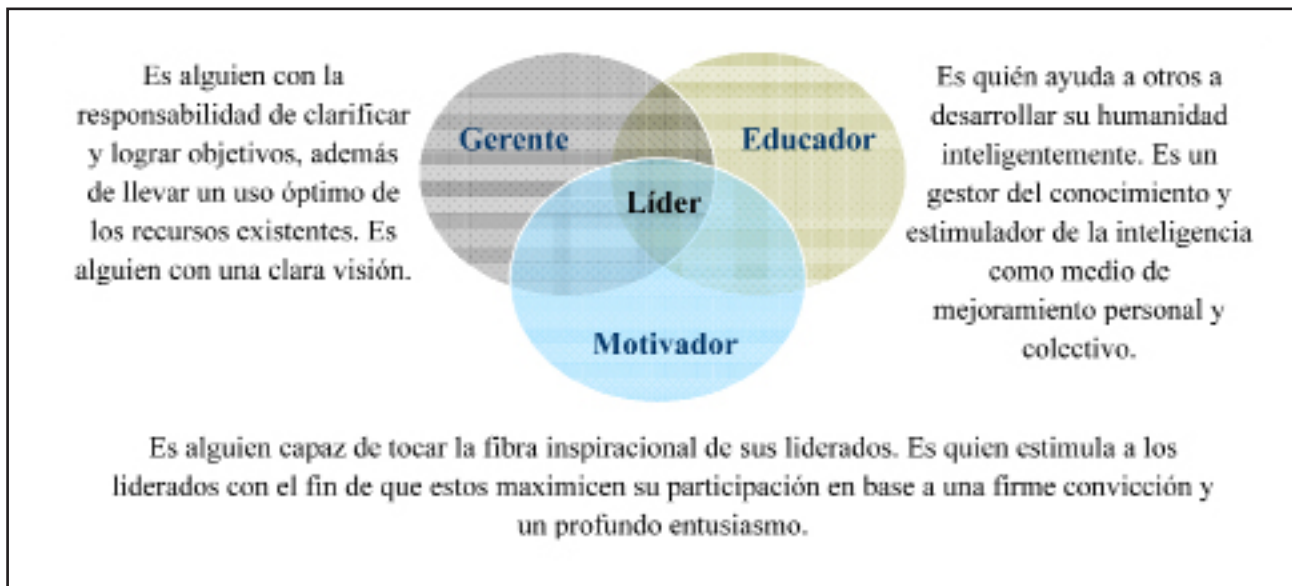 Es alguien con la
responsabilidad de clarificar
y lograr objetivos, además
de llevar un uso óptimo de
los recursos existentes. Es
alguien con una clara visión.
Gerente
Educador
Líder
Motivador
Es quién ayuda a otros a
desarrollar su humanidad
inteligentemente. Es un
gestor del conocimiento y
estimulador de la inteligencia
como medio de
mejoramiento personal y
colectivo.
Es alguien capaz de tocar la fibra inspiracional de sus liderados. Es quien estimula a los
liderados con el fin de que estos maximicen su participación en base a una firme convicción y
un profundo entusiasmo.